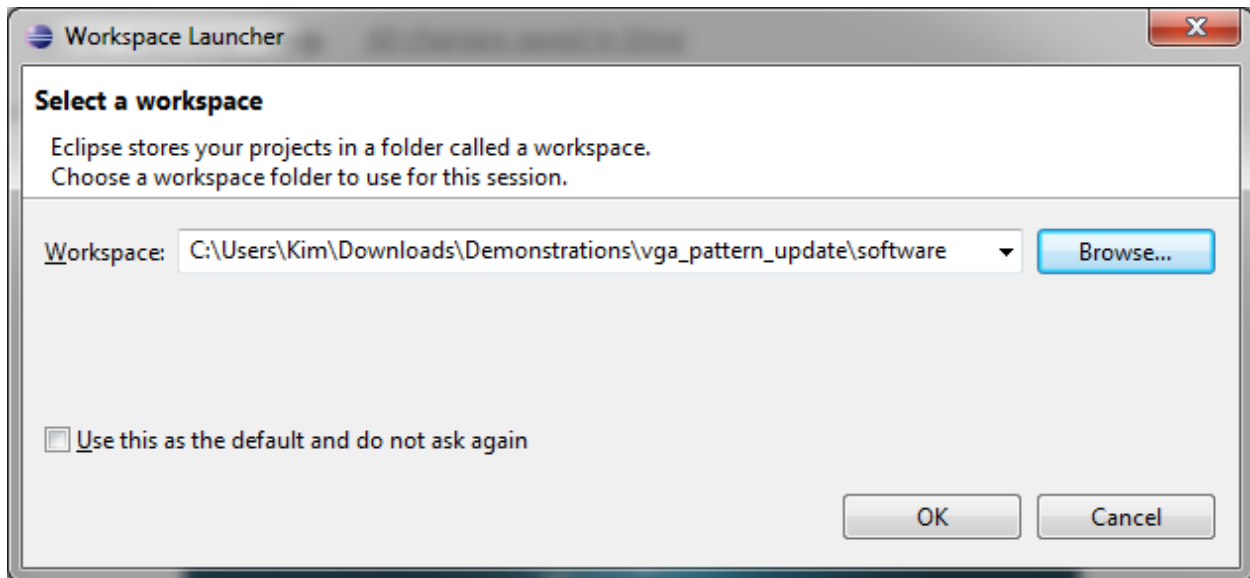 Workspace Launcher
Select a workspace
Eclipse stores your projects in a folder called a workspace.
Choose a workspace folder to use for this session.
Workspace: C:\Users\Kim\Downloads\Demonstrations\vga_pattern_update\software Browse...
Use this as the default and do not ask again
OK Cancel